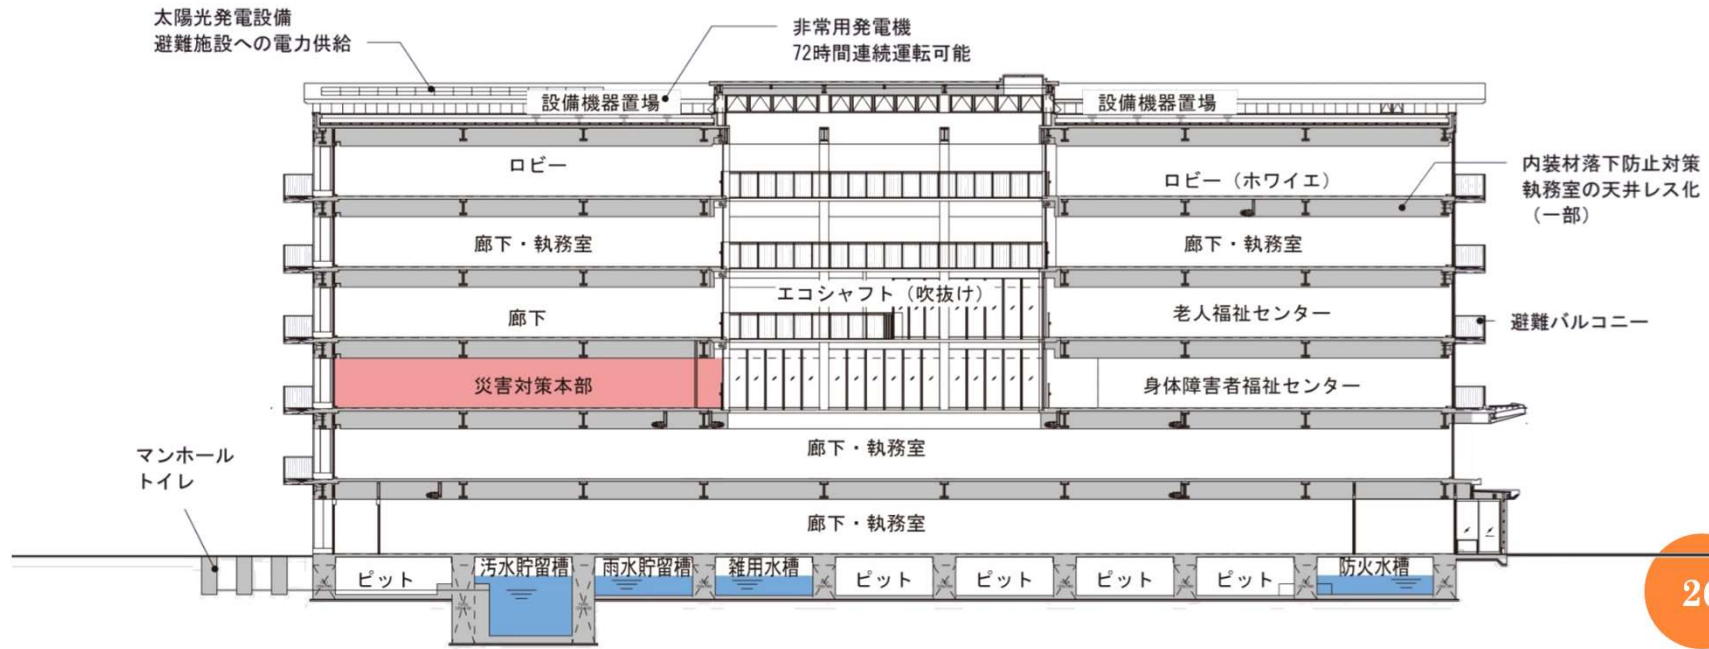 太陽光発電設備
避難施設への電力供給
非常用発電機
72時間連続運転可能
設備機器置場
設備機器置場
ロビー
ロビー（ホワイエ）
内装材落下防止対策
執務室の天井レス化
（一部）
廊下・執務室
廊下・執務室
エコシャフト（吹抜け）
廊下
老人福祉センター
避難バルコニー
災害対策本部
身体障害者福祉センター
マンホール
トイレ
廊下・執務室
廊下・執務室
ピット
汚水貯留槽
雨水貯留槽
雑用水槽
ピット
ピット
ピット
ピット
防火水槽